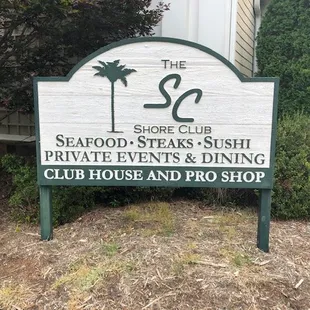 THE
SC
SHORE CLUB
SEAFOOD • STEAKS • SUSHI
PRIVATE EVENTS & DINING
CLUB HOUSE AND PRO SHOP